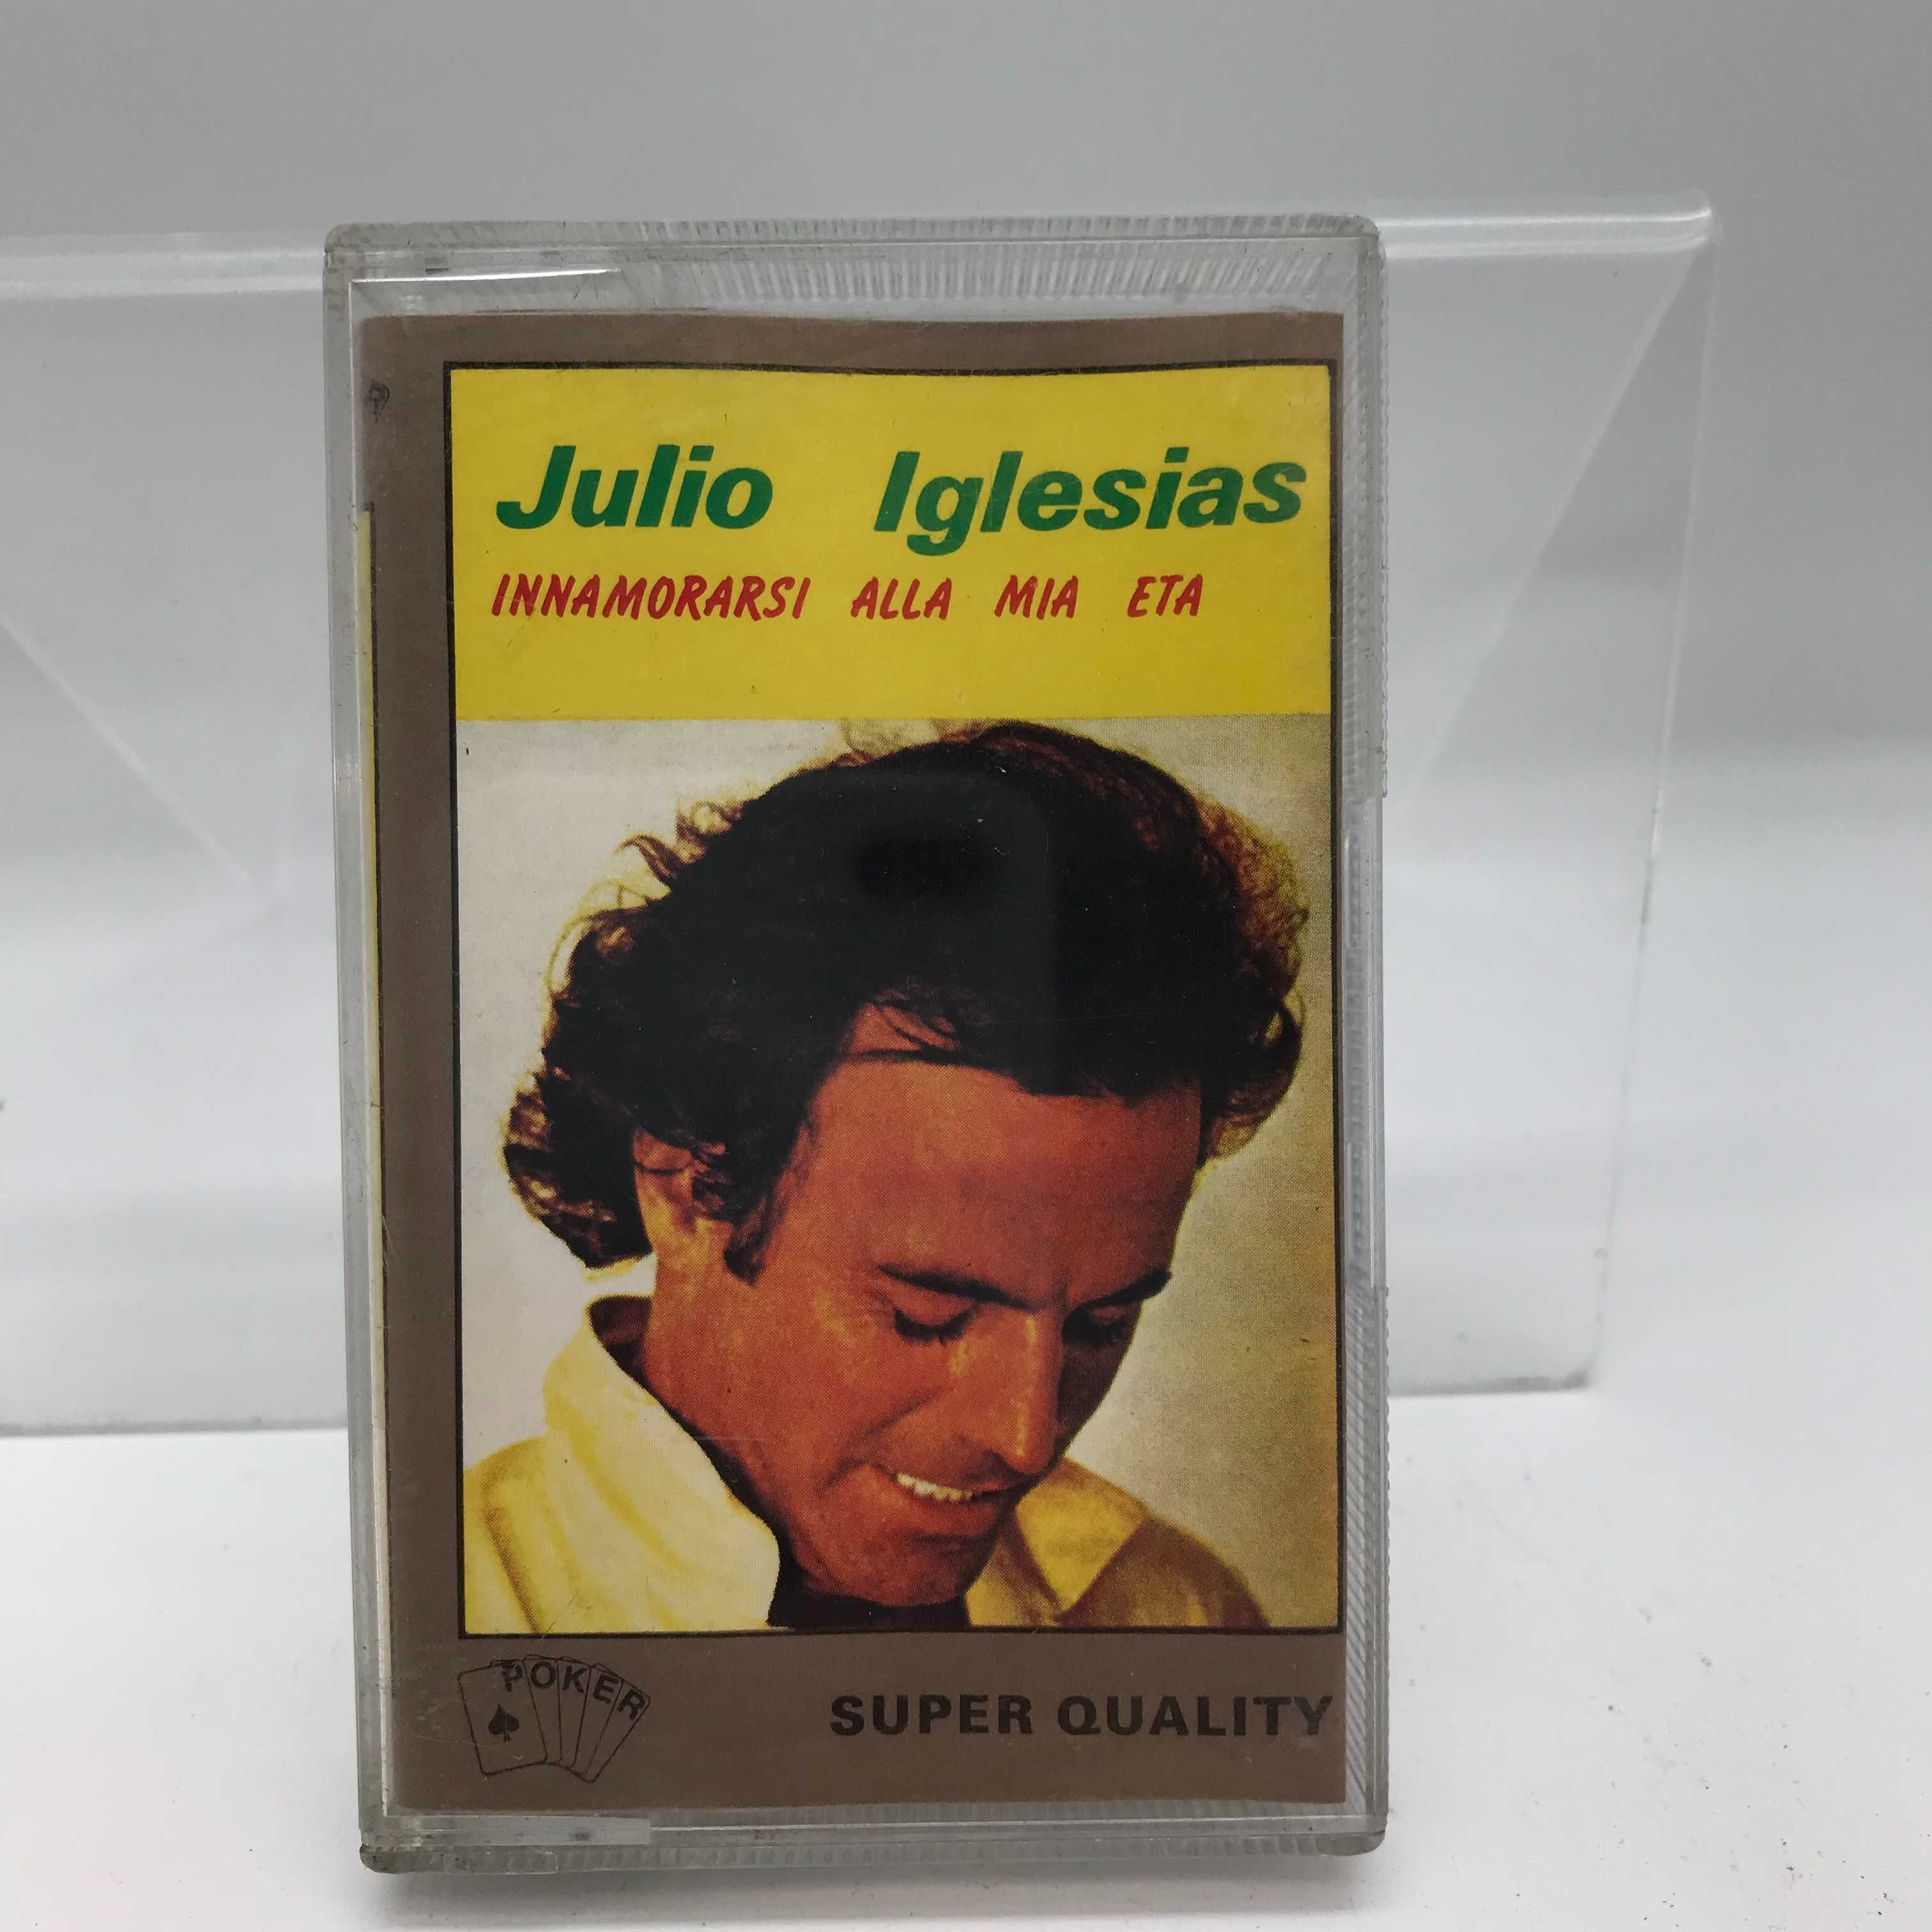 Julio Iglesias
INNAMORARSI ALLA MIA ETA
POKER
SUPER QUALITY